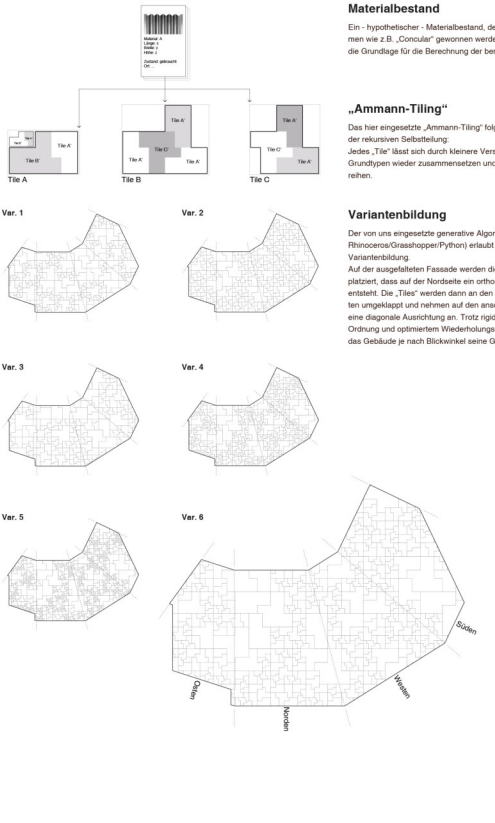 Material: A
Länge: x
Breite: y
Höhe: z
Zustand: gebraucht
Ort: ...
Tile A'
Tile B'
Tile A
Tile A'
Tile C'
Tile A'
Tile A'
Tile B
Tile A'
Tile C'
Tile A'
Tile C
Materialbestand
Ein - hypothetischer - Materialbestand, de
men wie z.B. „Concular" gewonnen werde
die Grundlage für die Berechnung der ber
„Ammann-Tiling"
Das hier eingesetzte „Ammann-Tiling" folg
der rekursiven Selbstteilung:
Jedes „Tile" lässt sich durch kleinere Vers
Grundtypen wieder zusammensetzen und
reihen.
Variantenbildung
Der von uns eingesetzte generative Algor
Rhinoceros/Grasshopper/Python) erlaubt
Variantenbildung.
Auf der ausgefalteten Fassade werden die
platziert, dass auf der Nordseite ein ortho
entsteht. Die „Tiles" werden dann an den
ten umgeklappt und nehmen auf den ansc
eine diagonale Ausrichtung an. Trotz rigid
Ordnung und optimiertem Wiederholungs
das Gebäude je nach Blickwinkel seine G
Var. 1
Var. 2
Var. 3
Var. 4
Var. 5
Var. 6
Osten
Norden
Westen
Süden